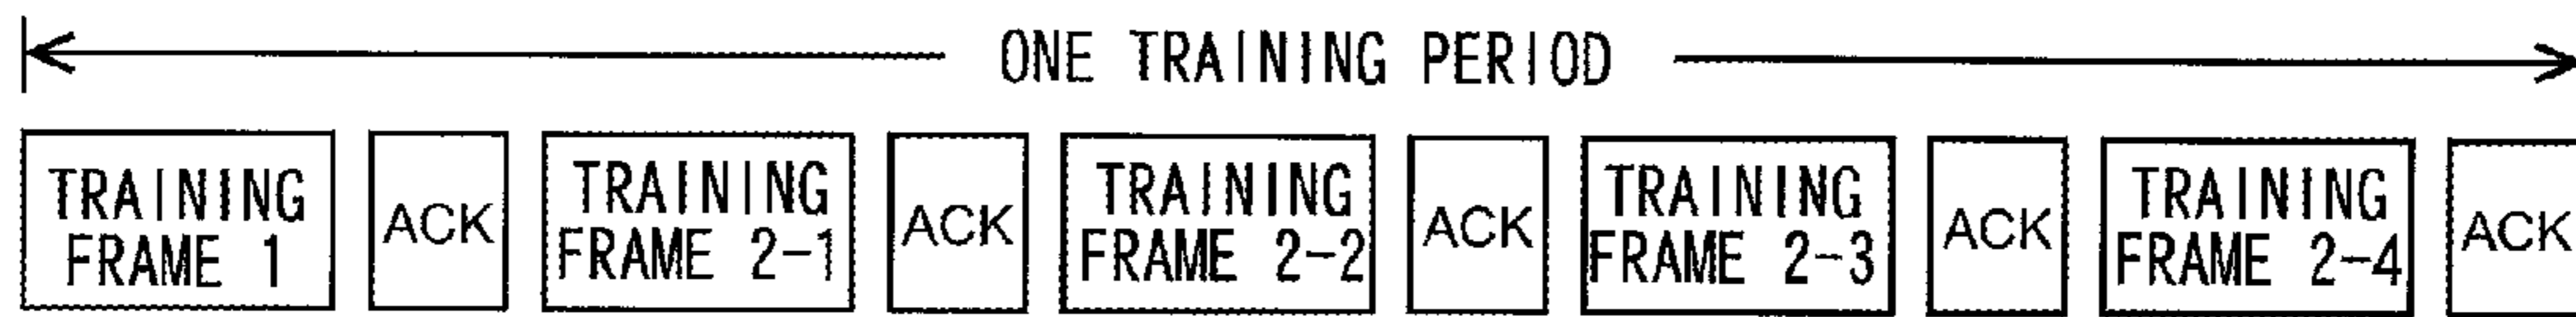 ONE TRAINING PERIOD
TRAINING
FRAME 1
ACK
TRAINING
FRAME 2-1
ACK
TRAINING
FRAME 2-2
ACK
TRAINING
FRAME 2-3
ACK
TRAINING
FRAME 2-4
ACK